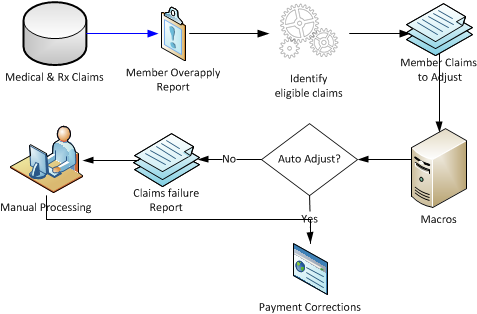 Medical & Rx Claims
Member Overapply
Report
Identify
eligible claims
Member Claims
to Adjust
Manual Processing
Claims failure
Report
No
Auto Adjust?
Macros
Yes
Payment Corrections